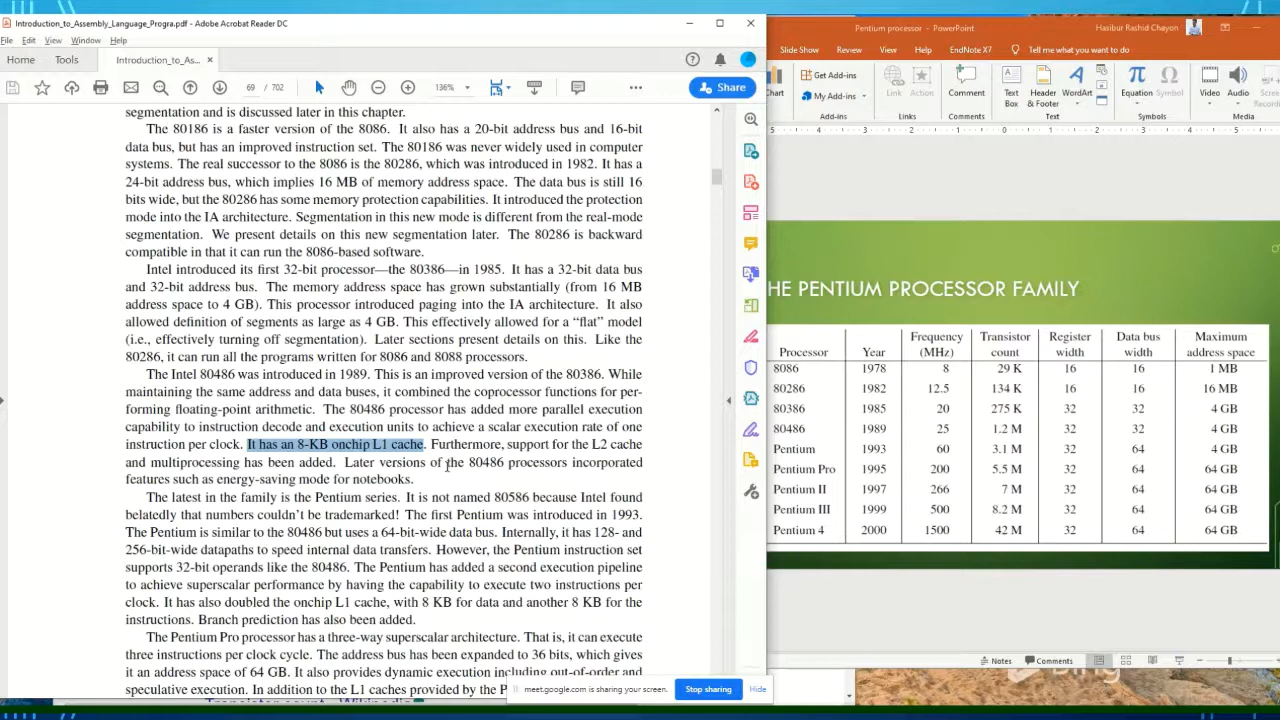 Introduction_to_Assembly_Language_Progra.pdf - Adobe Acrobat Reader DC
File Edit View Window Help
Home Tools Introduction_to_As... ×
69 / 702 136% Share
segmentation and is discussed later in this chapter.
The 80186 is a faster version of the 8086. It also has a 20-bit address bus and 16-bit
data bus, but has an improved instruction set. The 80186 was never widely used in computer
systems. The real successor to the 8086 is the 80286, which was introduced in 1982. It has a
24-bit address bus, which implies 16 MB of memory address space. The data bus is still 16
bits wide, but the 80286 has some memory protection capabilities. It introduced the protection
mode into the IA architecture. Segmentation in this new mode is different from the real-mode
segmentation. We present details on this new segmentation later. The 80286 is backward
compatible in that it can run the 8086-based software.
Intel introduced its first 32-bit processor—the 80386—in 1985. It has a 32-bit data bus
and 32-bit address bus. The memory address space has grown substantially (from 16 MB
address space to 4 GB). This processor introduced paging into the IA architecture. It also
allowed definition of segments as large as 4 GB. This effectively allowed for a “flat” model
(i.e., effectively turning off segmentation). Later sections present details on this. Like the
80286, it can run all the programs written for 8086 and 8088 processors.
The Intel 80486 was introduced in 1989. This is an improved version of the 80386. While
maintaining the same address and data buses, it combined the coprocessor functions for per-
forming floating-point arithmetic. The 80486 processor has added more parallel execution
capability to instruction decode and execution units to achieve a scalar execution rate of one
instruction per clock. It has an 8-KB onchip L1 cache. Furthermore, support for the L2 cache
and multiprocessing has been added. Later versions of the 80486 processors incorporated
features such as energy-saving mode for notebooks.
The latest in the family is the Pentium series. It is not named 80586 because Intel found
belatedly that numbers couldn’t be trademarked! The first Pentium was introduced in 1993.
The Pentium is similar to the 80486 but uses a 64-bit-wide data bus. Internally, it has 128- and
256-bit-wide datapaths to speed internal data transfers. However, the Pentium instruction set
supports 32-bit operands like the 80486. The Pentium has added a second execution pipeline
to achieve superscalar performance by having the capability to execute two instructions per
clock. It has also doubled the onchip L1 cache, with 8 KB for data and another 8 KB for the
instructions. Branch prediction has also been added.
The Pentium Pro processor has a three-way superscalar architecture. That is, it can execute
three instructions per clock cycle. The address bus has been expanded to 36 bits, which gives
it an address space of 64 GB. It also provides dynamic execution including out-of-order and
speculative execution. In addition to the L1 caches provided by the P
meet.google.com is sharing your screen. Stop sharing Hide
Pentium processor - PowerPoint Hasibur Rashid Chayon
Slide Show Review View Help EndNote X7 Tell me what you want to do
Chart
Get Add-ins
My Add-ins
Add-ins
Link Action
Links
Comment
Comments
Text Box Header & Footer WordArt
Text
Equation Symbol
Symbols
Video Audio Screen
Media
5 4 3 2 1 0 1 2 3 4 5
HE PENTIUM PROCESSOR FAMILY
Processor Year Frequency (MHz) Transistor count Register width Data bus width Maximum address space
8086 1978 8 29 K 16 16 1 MB
80286 1982 12.5 134 K 16 16 16 MB
80386 1985 20 275 K 32 32 4 GB
80486 1989 25 1.2 M 32 32 4 GB
Pentium 1993 60 3.1 M 32 64 4 GB
Pentium Pro 1995 200 5.5 M 32 64 64 GB
Pentium II 1997 266 7 M 32 64 64 GB
Pentium III 1999 500 8.2 M 32 64 64 GB
Pentium 4 2000 1500 42 M 32 64 64 GB
Notes Comments